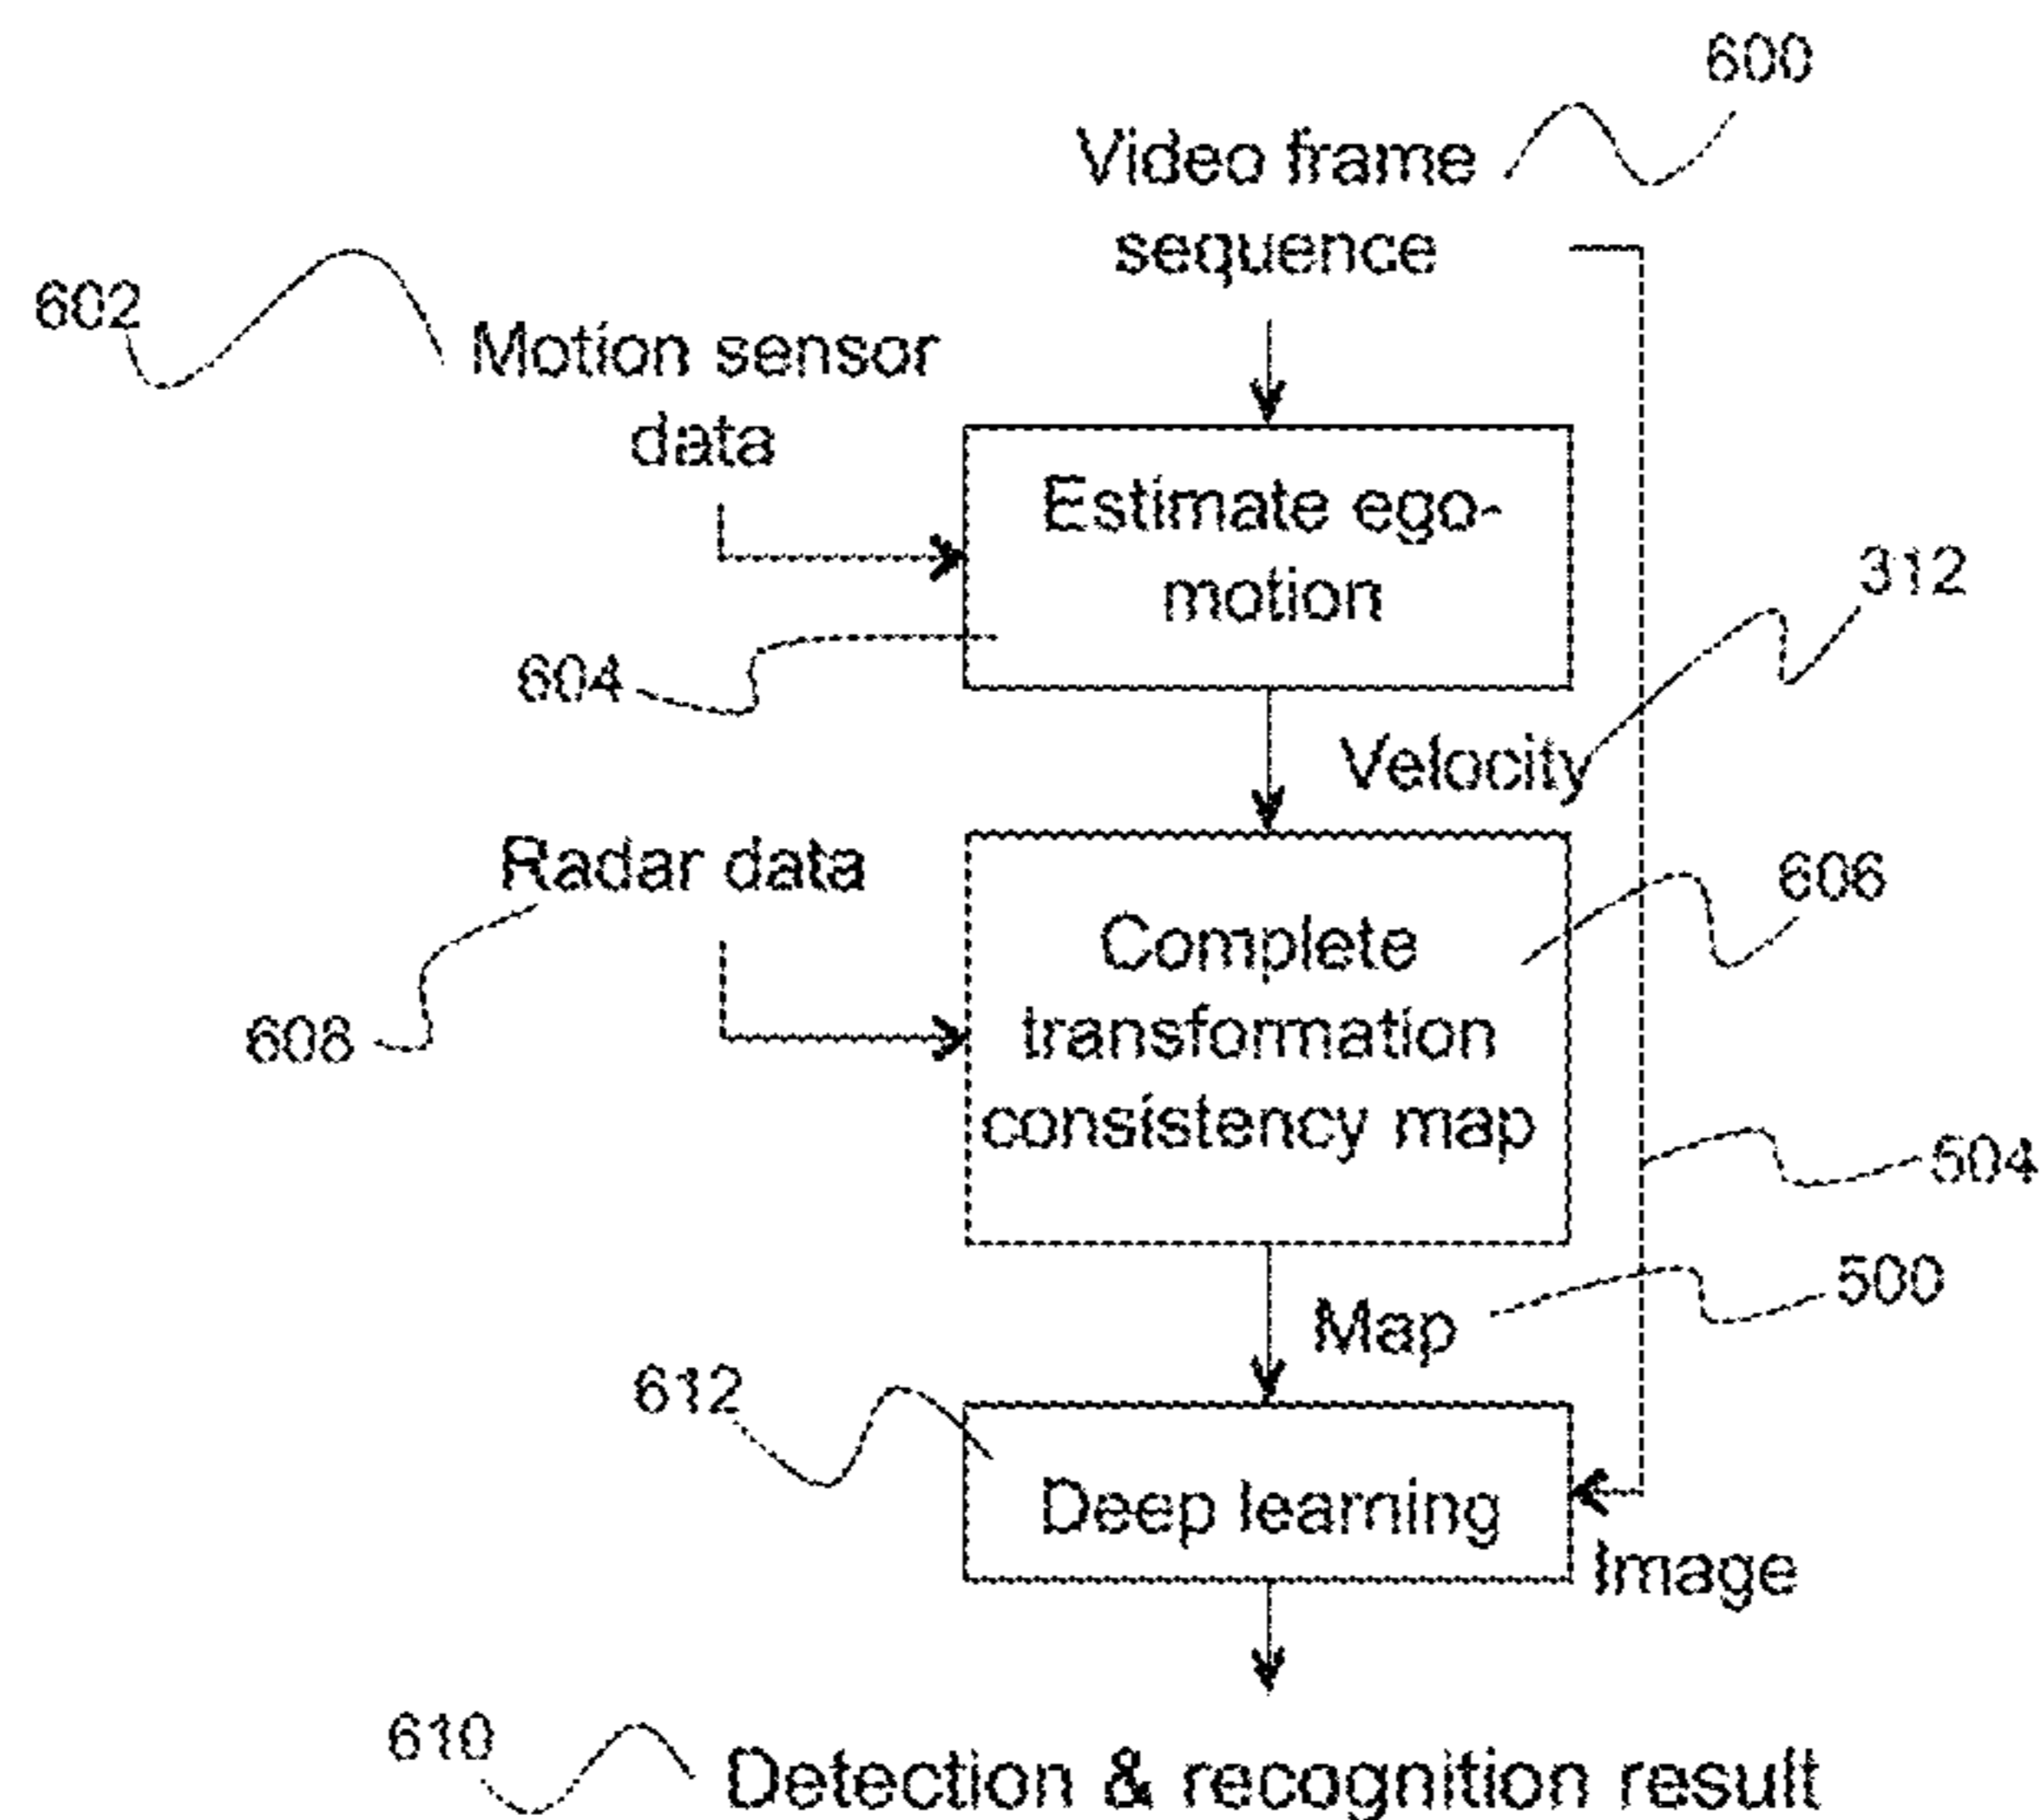 600
Video frame
sequence
602
Motion sensor
data
Estimate ego-
motion
312
604
Velocity
Radar data
606
Complete
transformation
consistency map
608
504
500
Map
612
Deep learning
Image
610
Detection & recognition result